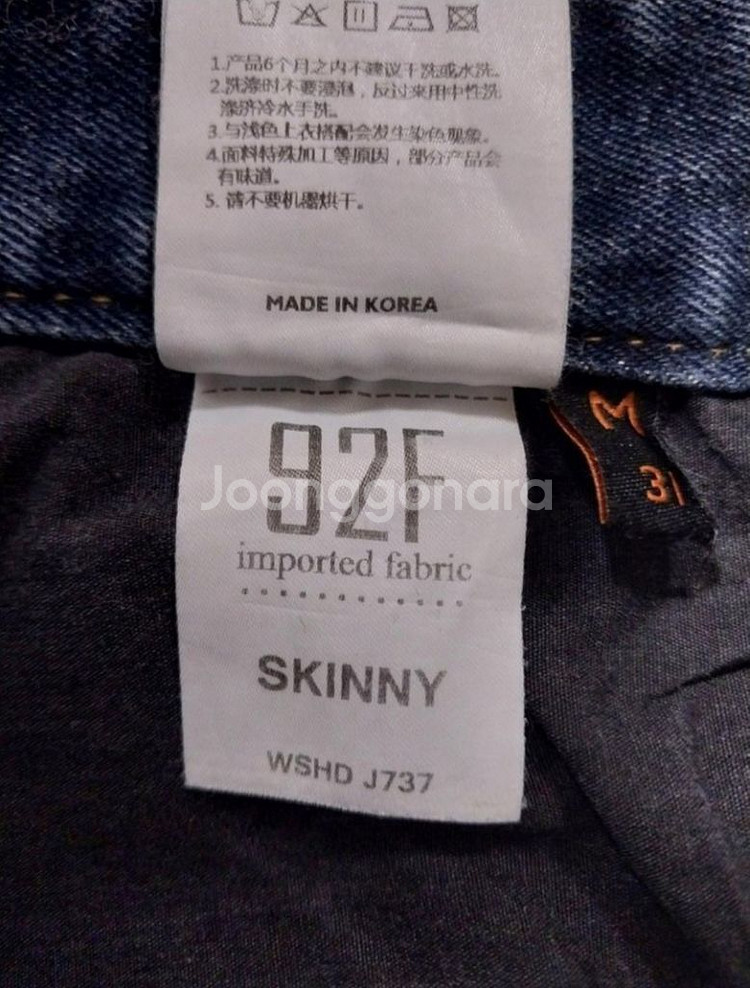 1.产品6个月之内不建议干洗或水洗。
2.洗涤时不要浸泡，反过来用中性洗
涤济冷水手洗。
3.与浅色上衣搭配会发生染色现象。
4.面料特殊加工等原因，部分产品会
有味道。
5. 请不要机器烘干。
MADE IN KOREA
M
31
92F
Joonggonara
imported fabric
SKINNY
WSHD J737